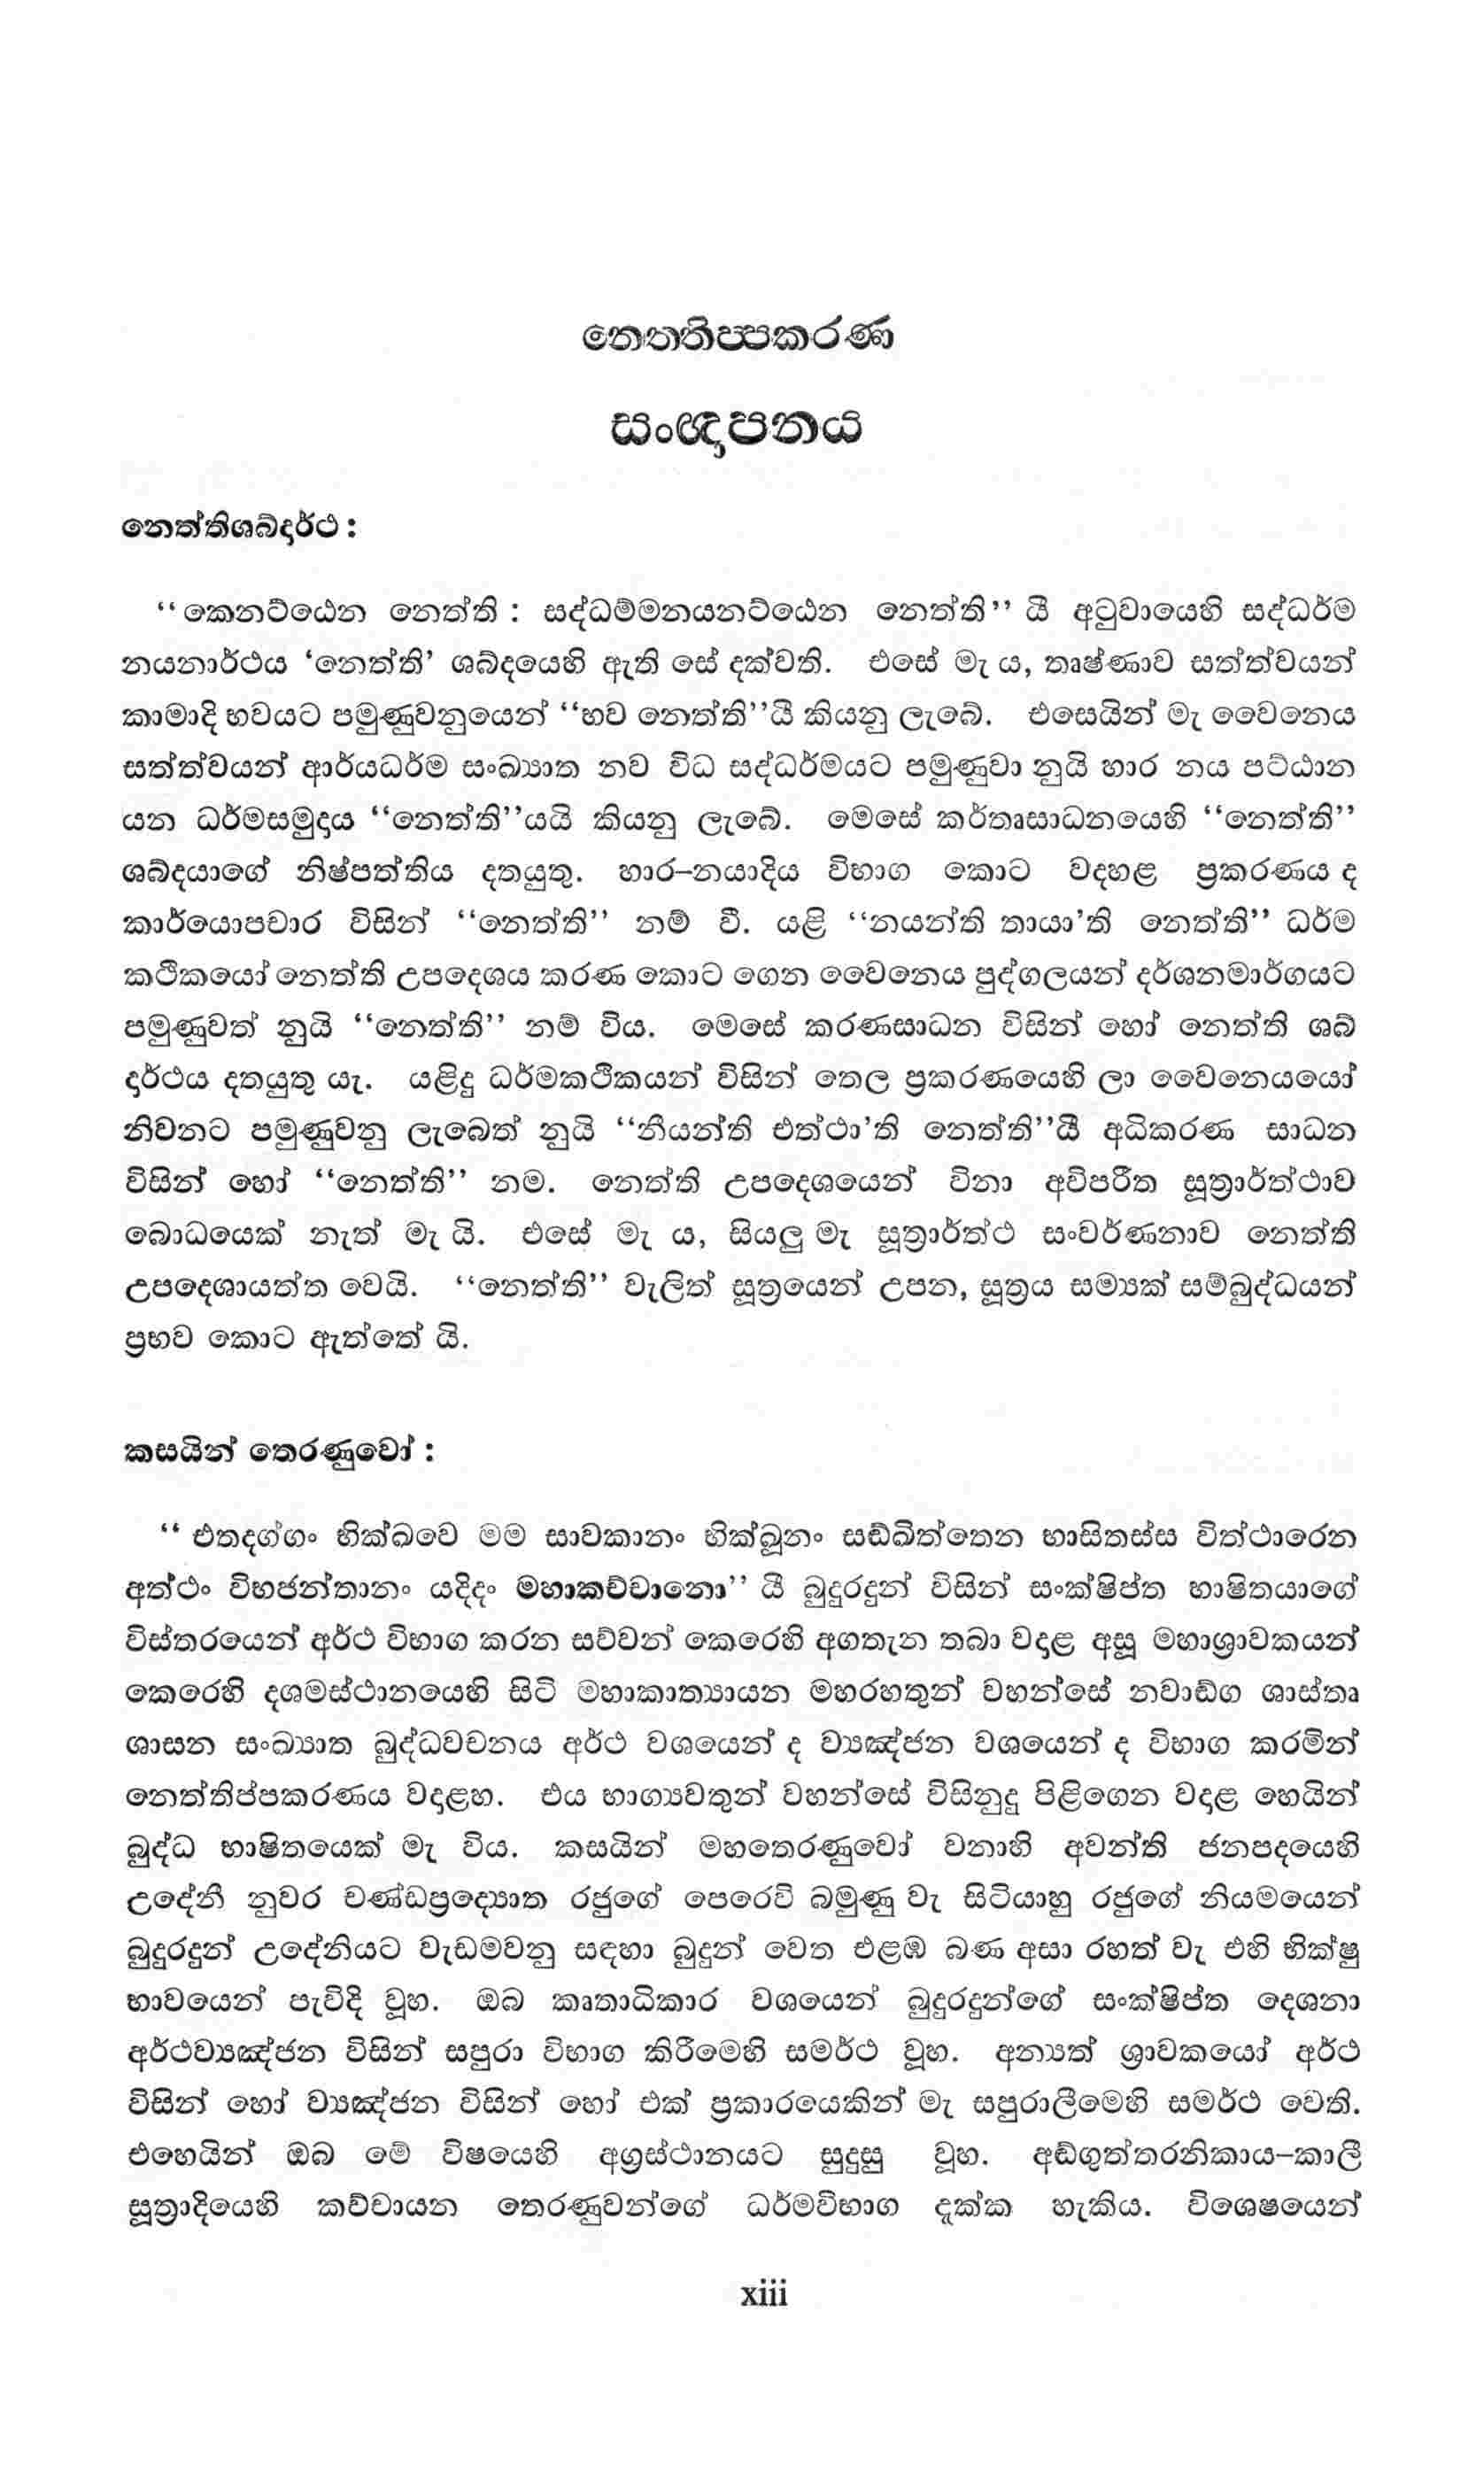 නෙත්තිප්පකරණ
සංඥාපනය
නෙත්තිශබ්දාර්ථ :
“කෙනට්ඨෙන නෙත්ති : සද්ධම්මනයනට්ඨෙන නෙත්ති” යී අටුවායෙහි සද්ධර්ම
නයනාර්ථය ‘නෙත්ති’ ශබ්දයෙහි ඇති සේ දක්වති. එසේ මැ ය, තෘෂ්ණාව සත්ත්වයන්
කාමාදි භවයට පමුණුවනුයෙන් “භව නෙත්ති”යී කියනු ලැබේ. එසෙයින් මැ වෛනෙය
සත්ත්වයන් ආර්යධර්ම සංඛ්‍යාත නව විධ සද්ධර්මයට පමුණුවා නුයි හාර නය පට්ඨාන
යන ධර්මසමුදාය “නෙත්ති”යයි කියනු ලැබේ. මෙසේ කර්තෘසාධනයෙහි “නෙත්ති”
ශබ්දයාගේ නිෂ්පත්තිය දතයුතු. හාර–නයාදිය විභාග කොට වදහළ ප්‍රකරණය ද
කාර්යොපචාර විසින් “නෙත්ති” නම් වී. යළි “නයන්ති තායා’ති නෙත්ති” ධර්ම
කථිකයෝ නෙත්ති උපදෙශය කරණ කොට ගෙන වෛනෙය පුද්ගලයන් දර්ශනමාර්ගයට
පමුණුවත් නුයි “නෙත්ති” නම් විය. මෙසේ කරණසාධන විසින් හෝ නෙත්ති ශබ්
දාර්ථය දතයුතු යැ. යළිදු ධර්මකථිකයන් විසින් තෙල ප්‍රකරණයෙහි ලා වෛනෙයයෝ
නිවනට පමුණුවනු ලැබෙත් නුයි “නීයන්ති එත්ථා’ති නෙත්ති”යී අධිකරණ සාධන
විසින් හෝ “නෙත්ති” නම. නෙත්ති උපදෙශයෙන් විනා අවිපරීත සූත්‍රාර්ත්ථාව
බොධයෙක් නැත් මැ යි. එසේ මැ ය, සියලු මැ සූත්‍රාර්ත්ථ සංවර්ණනාව නෙත්ති
උපදෙශායත්ත වෙයි. “නෙත්ති” වැලිත් සූත්‍රයෙන් උපන, සූත්‍රය සම්‍යක් සම්බුද්ධයන්
ප්‍රභව කොට ඇත්තේ යි.
කසයින් තෙරණුවෝ :
“ එතදග්ගං භික්ඛවෙ මම සාවකානං භික්ඛූනං සඬ්ඛිත්තෙන භාසිතස්ස විත්ථාරෙන
අත්ථං විභජන්තානං යදිදං මහාකච්චානො” යී බුදුරදුන් විසින් සංක්ෂිප්ත භාෂිතයාගේ
විස්තරයෙන් අර්ථ විභාග කරන සව්වන් කෙරෙහි අගතැන තබා වදාළ අසූ මහාශ්‍රාවකයන්
කෙරෙහි දශමස්ථානයෙහි සිටි මහාකාත්‍යායන මහරහතුන් වහන්සේ නවාඬ්ග ශාස්තෘ
ශාසන සංඛ්‍යාත බුද්ධවචනය අර්ථ වශයෙන් ද ව්‍යඤ්ජන වශයෙන් ද විභාග කරමින්
නෙත්තිප්පකරණය වදාළහ. එය භාග්‍යවතුන් වහන්සේ විසිනුදු පිළිගෙන වදාළ හෙයින්
බුද්ධ භාෂිතයෙක් මැ විය. කසයින් මහතෙරණුවෝ වනාහි අවන්ති ජනපදයෙහි
උදේනී නුවර චණ්ඩප්‍රද්‍යොත රජුගේ පෙරෙවි බමුණු වැ සිටියාහු රජුගේ නියමයෙන්
බුදුරදුන් උදේනියට වැඩමවනු සඳහා බුදුන් වෙත එළඹ බණ අසා රහත් වැ එහි භික්ෂු
භාවයෙන් පැවිදි වූහ. ඔබ කෘතාධිකාර වශයෙන් බුදුරදුන්ගේ සංක්ෂිප්ත දෙශනා
අර්ථව්‍යඤ්ජන විසින් සපුරා විභාග කිරීමෙහි සමර්ථ වූහ. අන්‍යත් ශ්‍රාවකයෝ අර්ථ
විසින් හෝ ව්‍යඤ්ජන විසින් හෝ එක් ප්‍රකාරයෙකින් මැ සපුරාලීමෙහි සමර්ථ වෙති.
එහෙයින් ඔබ මේ විෂයෙහි අග්‍රස්ථානයට සුදුසු වූහ. අඬ්ගුත්තරනිකාය–කාලී
සූත්‍රාදියෙහි කච්චායන තෙරණුවන්ගේ ධර්මවිභාග දක්ක හැකිය. විශෙෂයෙන්
xiii